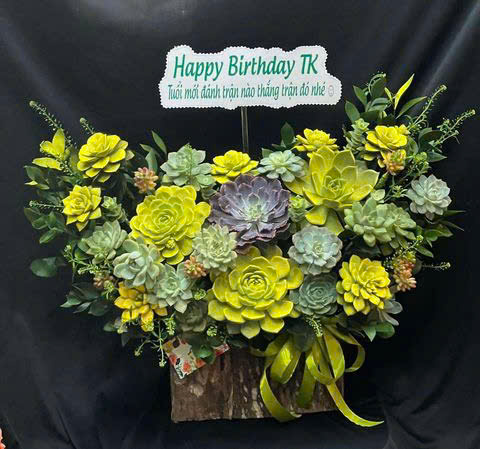 Happy Birthday TK
Tuổi mới đánh trận nào thắng trận đó nhé ☺